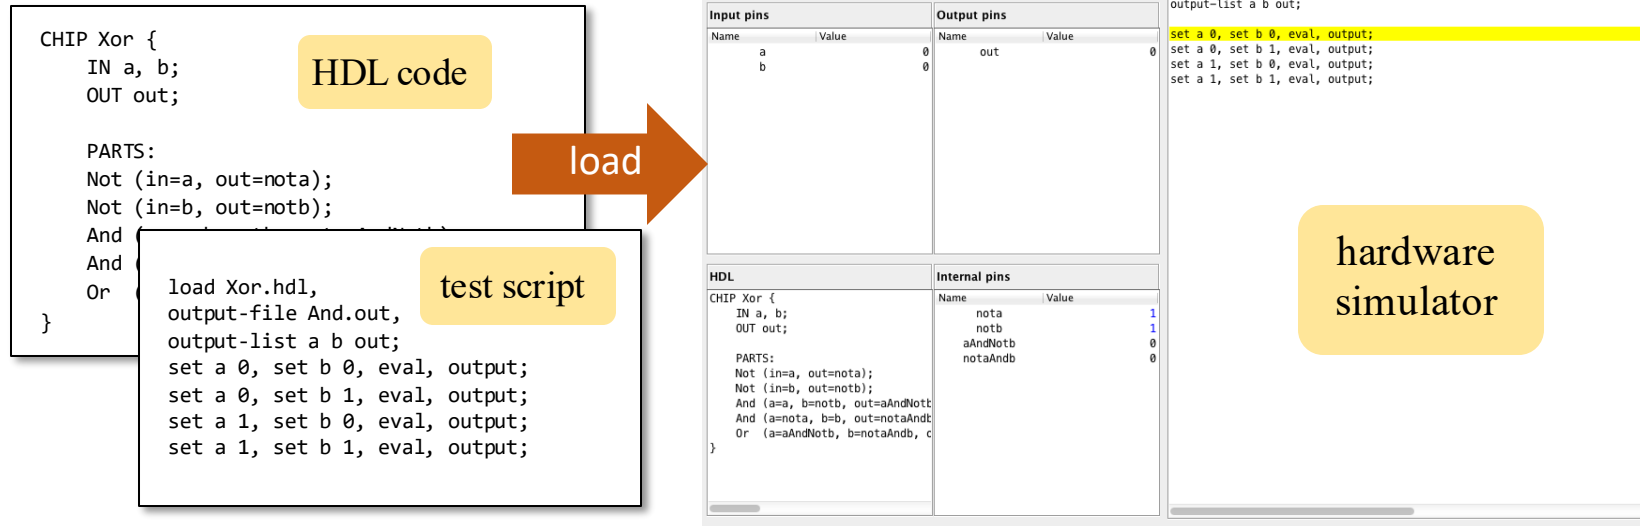 CHIP Xor {
IN a, b;
OUT out;
HDL code
PARTS:
Not (in=a, out=nota);
Not (in=b, out=notb);
And (
And (
Or (
}
load Xor.hdl,
output-file And.out,
output-list a b out;
set a 0, set b 0, eval, output;
set a 0, set b 1, eval, output;
set a 1, set b 0, eval, output;
set a 1, set b 1, eval, output;
test script
load
Input pins
Name Value
a 0
b 0
Output pins
Name Value
out 0
HDL
CHIP Xor {
IN a, b;
OUT out;
PARTS:
Not (in=a, out=nota);
Not (in=b, out=notb);
And (a=a, b=notb, out=aAndNotb
And (a=nota, b=b, out=notaAndb
Or (a=aAndNotb, b=notaAndb, o
}
Internal pins
Name Value
nota 1
notb 1
aAndNotb 0
notaAndb 0
output-list a b out;
set a 0, set b 0, eval, output;
set a 0, set b 1, eval, output;
set a 1, set b 0, eval, output;
set a 1, set b 1, eval, output;
hardware
simulator